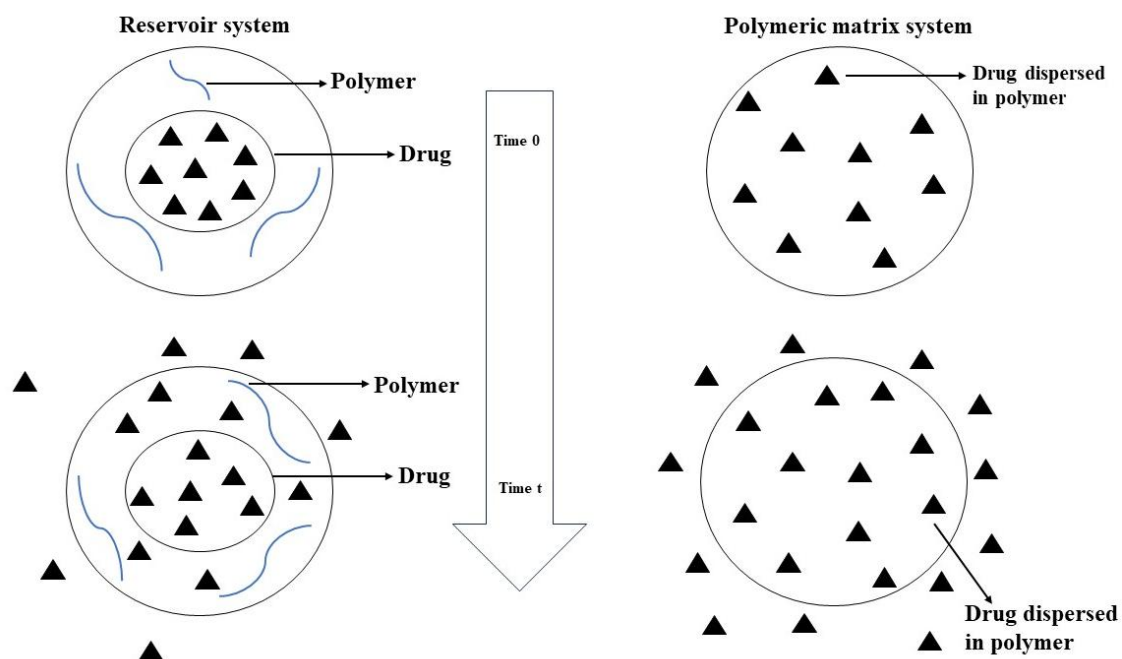 Reservoir system
Polymeric matrix system
Polymer
Drug dispersed
in polymer
Time 0
Drug
Polymer
Drug
Time t
Drug dispersed
in polymer